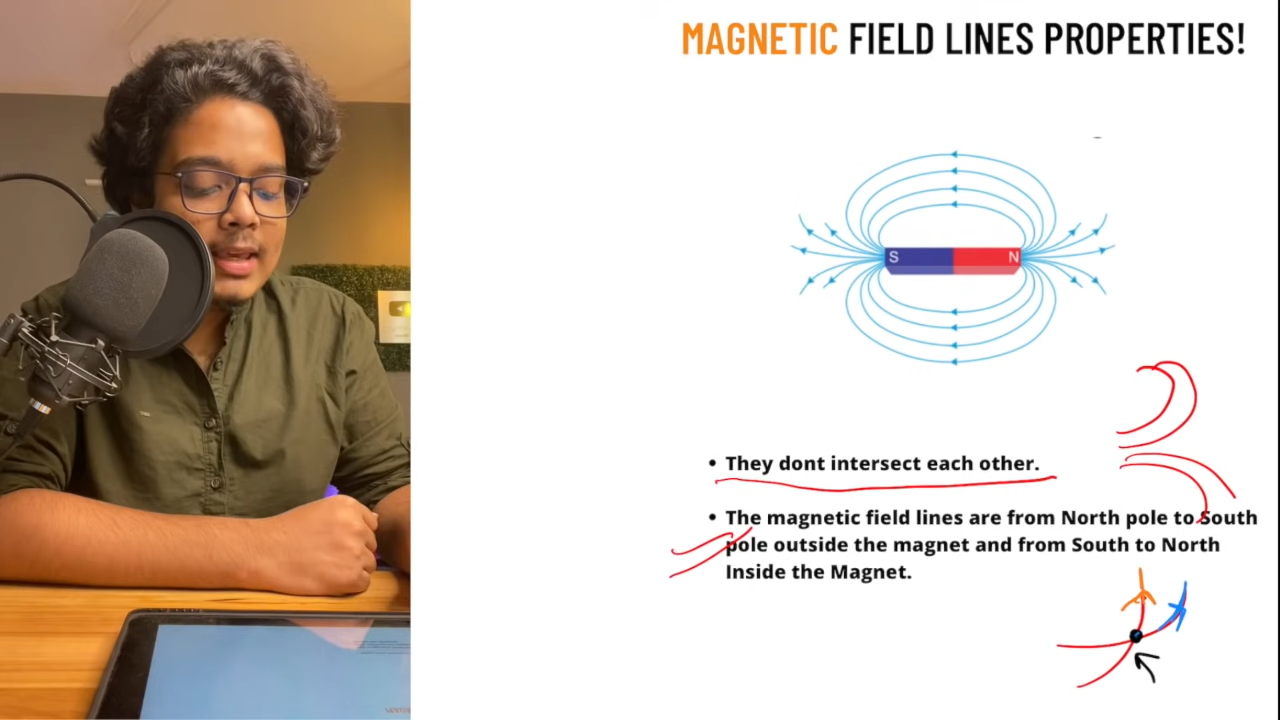 MAGNETIC FIELD LINES PROPERTIES!
S N
• They dont intersect each other.
• The magnetic field lines are from North pole to South
pole outside the magnet and from South to North
Inside the Magnet.